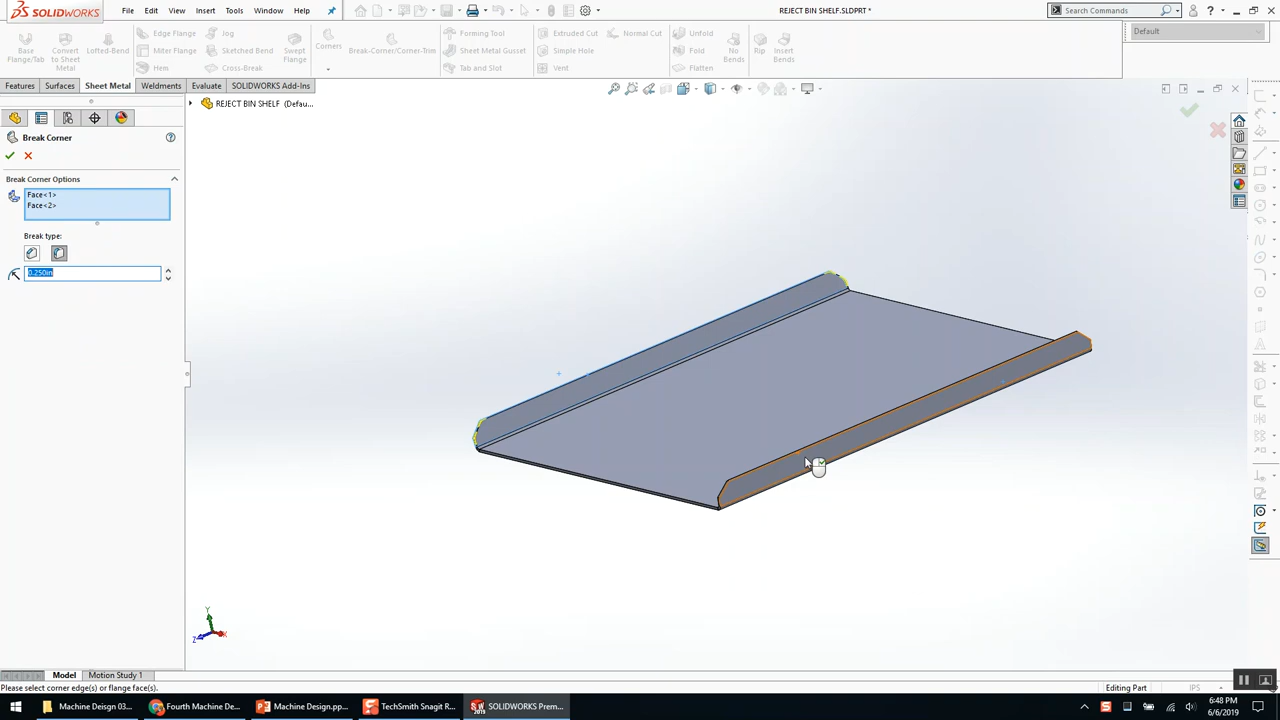 SOLIDWORKS File Edit View Insert Tools Window Help REJECT BIN SHELF.SLDPRT * Search Commands ?
Base Flange/Tab Convert to Sheet Metal Lofted-Bend Edge Flange Miter Flange Hem Jog Sketched Bend Cross-Break Swept Flange Corners Break-Corner/Corner-Trim Forming Tool Sheet Metal Gusset Tab and Slot Extruded Cut Simple Hole Vent Normal Cut Unfold Fold Flatten No Bends Rip Insert Bends Default
Features Surfaces Sheet Metal Weldments Evaluate SOLIDWORKS Add-Ins
REJECT BIN SHELF (Defau...
Break Corner
Break Corner Options
Face<1>
Face<2>
Break type:
0.250in
Y
Z X
Model Motion Study 1
Please select corner edge(s) or flange face(s). Editing Part IPS
Machine Deisgn 03... Fourth Machine De... Machine Design.pp... TechSmith Snagit R... SOLIDWORKS Prem...
6:48 PM
6/6/2019